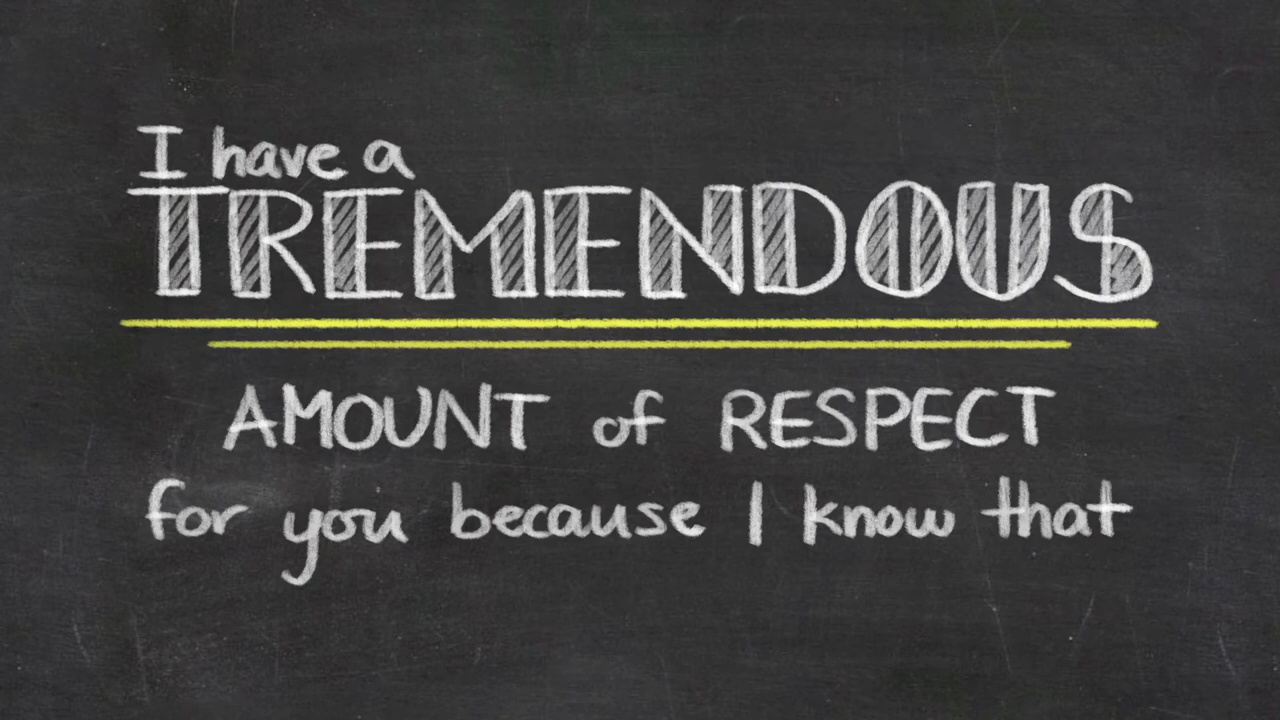 I have a
TREMENDOUS
AMOUNT of RESPECT
for you because I know that